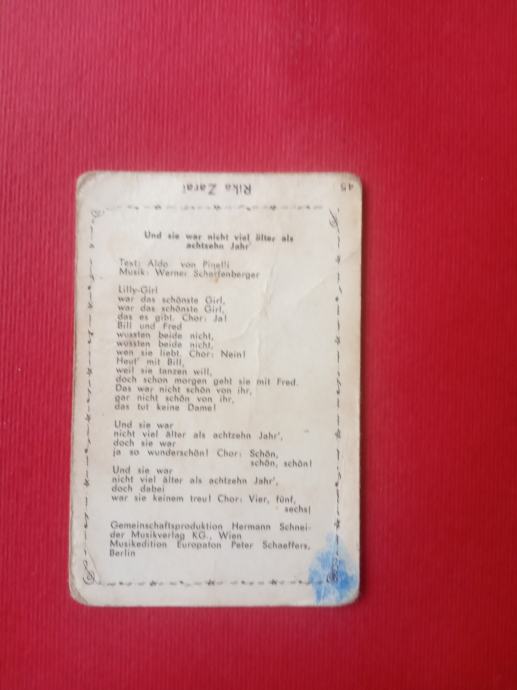 45
Rika Zarai
Und sie war nicht viel älter als
achtzehn Jahr'
Text: Aldo von Pinelli
Musik: Werner Scharfenberger
Lilly-Girl
war das schönste Girl,
war das schönste Girl,
das es gibt. Chor: Ja!
Bill und Fred
wussten beide nicht,
wussten beide nicht,
wen sie liebt. Chor: Nein!
Heut' mit Bill,
weil sie tanzen will,
doch schon morgen geht sie mit Fred.
Das war nicht schön von ihr,
gar nicht schön von ihr,
das tut keine Dame!
Und sie war
nicht viel älter als achtzehn Jahr',
doch sie war
ja so wunderschön! Chor: Schön,
schön, schön!
Und sie war
nicht viel älter als achtzehn Jahr',
doch dabei
war sie keinem treu! Chor: Vier, fünf,
sechs!
Gemeinschaftsproduktion Hermann Schnei-
der Musikverlag KG., Wien
Musikedition Europaton Peter Schaeffers,
Berlin